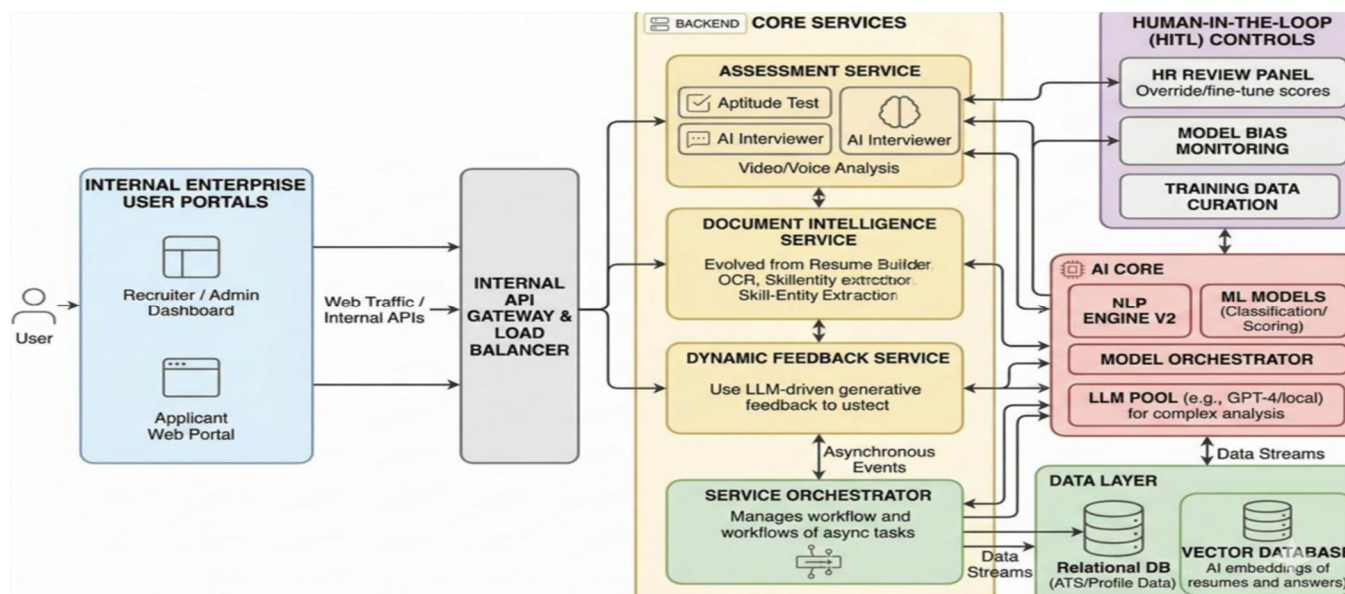 User
INTERNAL ENTERPRISE
USER PORTALS
Recruiter / Admin
Dashboard
Applicant
Web Portal
Web Traffic /
Internal APIs
INTERNAL
API
GATEWAY &
LOAD
BALANCER
BACKEND
CORE SERVICES
ASSESSMENT SERVICE
Aptitude Test
AI Interviewer
AI Interviewer
Video/Voice Analysis
DOCUMENT INTELLIGENCE
SERVICE
Evolved from Resume Builder,
OCR, Skillentity extrection
Skill-Entity Extraction
DYNAMIC FEEDBACK SERVICE
Use LLM-driven generative
feedback to ustect
Asynchronous
Events
SERVICE ORCHESTRATOR
Manages workflow and
workflows of async tasks
Data
Streams
HUMAN-IN-THE-LOOP
(HITL) CONTROLS
HR REVIEW PANEL
Override/fine-tune scores
MODEL BIAS
MONITORING
TRAINING DATA
CURATION
AI CORE
NLP
ENGINE V2
ML MODELS
(Classification/
Scoring)
MODEL ORCHESTRATOR
LLM POOL (e.g., GPT-4/local)
for complex analysis
Data Streams
DATA LAYER
Relational DB
(ATS/Profile Data)
VECTOR DATABASE
AI embeddings of
resumes and answers)